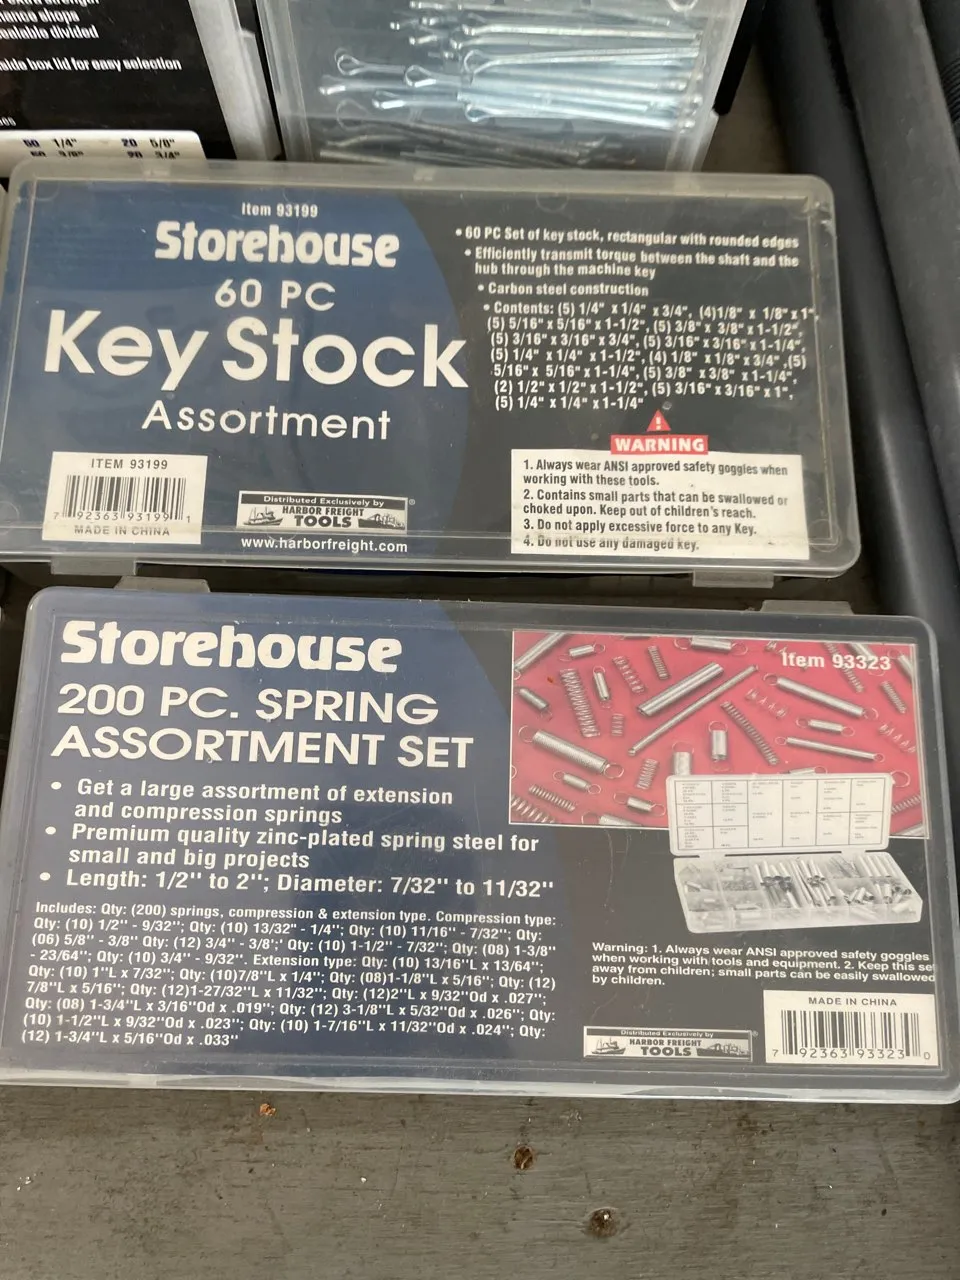 ance shops
divided
side box lid for easy selection
50 1/4" 20 5/8"
50 3/8" 20 3/4"
Item 93199
Storehouse
60 PC
Key Stock
Assortment
• 60 PC Set of key stock, rectangular with rounded edges
• Efficiently transmit torque between the shaft and the
hub through the machine key
• Carbon steel construction
• Contents: (5) 1/4" x 1/4" x 3/4", (4)1/8" x 1/8" x 1"
(5) 5/16" x 5/16" x 1-1/2", (5) 3/8" x 3/8" x 1-1/2",
(5) 3/16" x 3/16" x 3/4", (5) 3/16" x 3/16" x 1-1/4",
(5) 1/4" x 1/4" x 1-1/2", (4) 1/8" x 1/8" x 3/4" ,(5)
5/16" x 5/16" x 1-1/4", (5) 3/8" x 3/8" x 1-1/4",
(2) 1/2" x 1/2" x 1-1/2", (5) 3/16" x 3/16" x 1",
(5) 1/4" x 1/4" x 1-1/4"
WARNING
1. Always wear ANSI approved safety goggles when
working with these tools.
2. Contains small parts that can be swallowed or
choked upon. Keep out of children's reach.
3. Do not apply excessive force to any Key.
4. Do not use any damaged key.
ITEM 93199
7 92363 93199 1
MADE IN CHINA
Distributed Exclusively by
HARBOR FREIGHT
TOOLS
®
www.harborfreight.com
Storehouse
200 PC. SPRING
ASSORTMENT SET
Item 93323
• Get a large assortment of extension
and compression springs
• Premium quality zinc-plated spring steel for
small and big projects
• Length: 1/2" to 2"; Diameter: 7/32" to 11/32"
Includes: Qty: (200) springs, compression & extension type. Compression type:
Qty: (10) 1/2" - 9/32"; Qty: (10) 13/32" - 1/4"; Qty: (10) 11/16" - 7/32"; Qty:
(06) 5/8" - 3/8" Qty: (12) 3/4" - 3/8";' Qty: (10) 1-1/2" - 7/32"; Qty: (08) 1-3/8"
- 23/64"; Qty: (10) 3/4" - 9/32". Extension type: Qty: (10) 13/16"L x 13/64";
Qty: (10) 1"L x 7/32"; Qty: (10)7/8"L x 1/4"; Qty: (08)1-1/8"L x 5/16"; Qty: (12)
7/8"L x 5/16"; Qty: (12)1-27/32"L x 11/32"; Qty: (12)2"L x 9/32"Od x .027";
Qty: (08) 1-3/4"L x 3/16"Od x .019"; Qty: (12) 3-1/8"L x 5/32"Od x .026"; Qty:
(10) 1-1/2"L x 9/32"Od x .023"; Qty: (10) 1-7/16"L x 11/32"Od x .024"; Qty:
(12) 1-3/4"L x 5/16"Od x .033"
Warning: 1. Always wear ANSI approved safety goggles
when working with tools and equipment. 2. Keep this set
away from children; small parts can be easily swallowed
by children.
Distributed Exclusively by
HARBOR FREIGHT
TOOLS
®
MADE IN CHINA
7 92363 93323 0